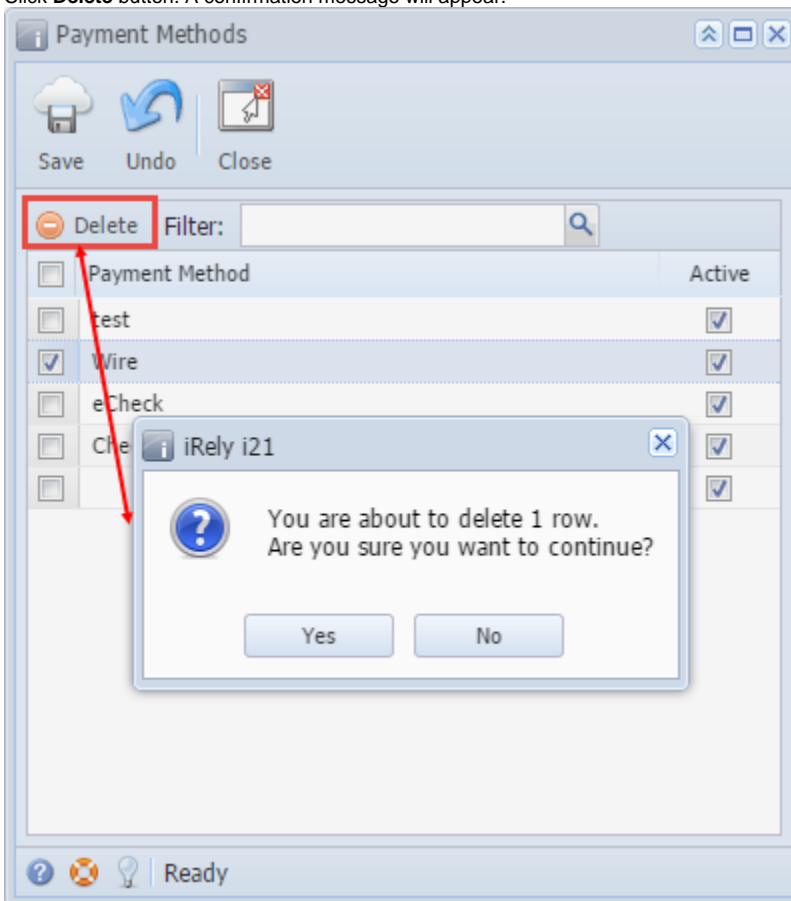 Click Delete button. A confirmation message will appear.
Payment Methods
Save Undo Close
Delete Filter:
Payment Method Active
test
Wire
eCheck
Che
iRely i21
You are about to delete 1 row.
Are you sure you want to continue?
Yes No
Ready